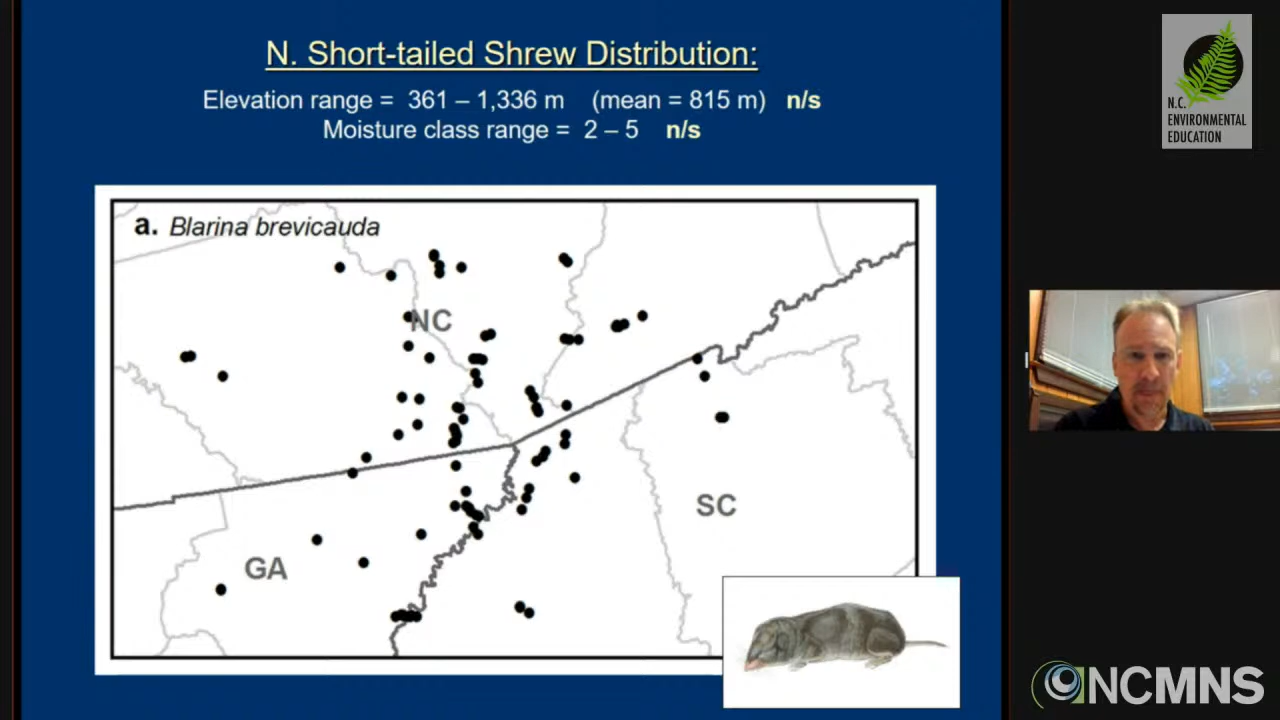 N. Short-tailed Shrew Distribution:
Elevation range = 361 – 1,336 m (mean = 815 m) n/s
Moisture class range = 2 – 5 n/s
a. Blarina brevicauda
NC
SC
GA
N.C.
ENVIRONMENTAL
EDUCATION
NCMNS